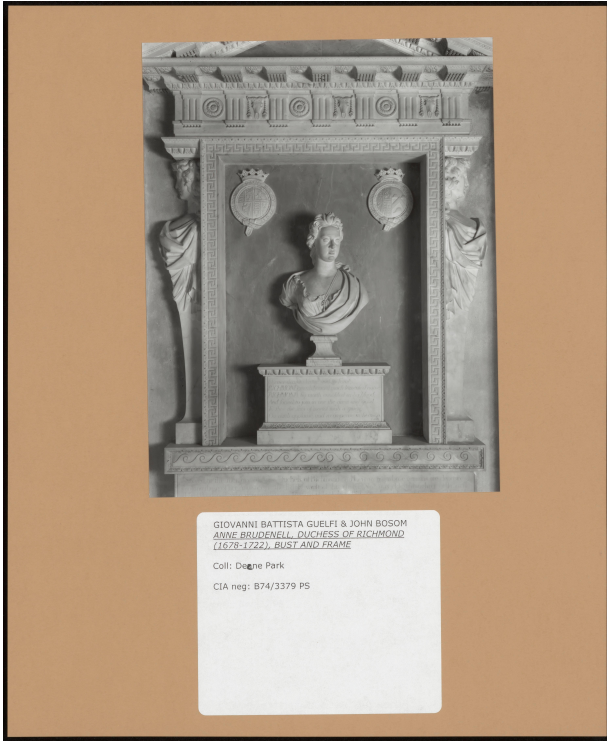 GIOVANNI BATTISTA GUELFI & JOHN BOSOM
ANNE BRUDENELL, DUCHESS OF RICHMOND
(1678-1722), BUST AND FRAME
Coll: Deene Park
CIA neg: B74/3379 PS